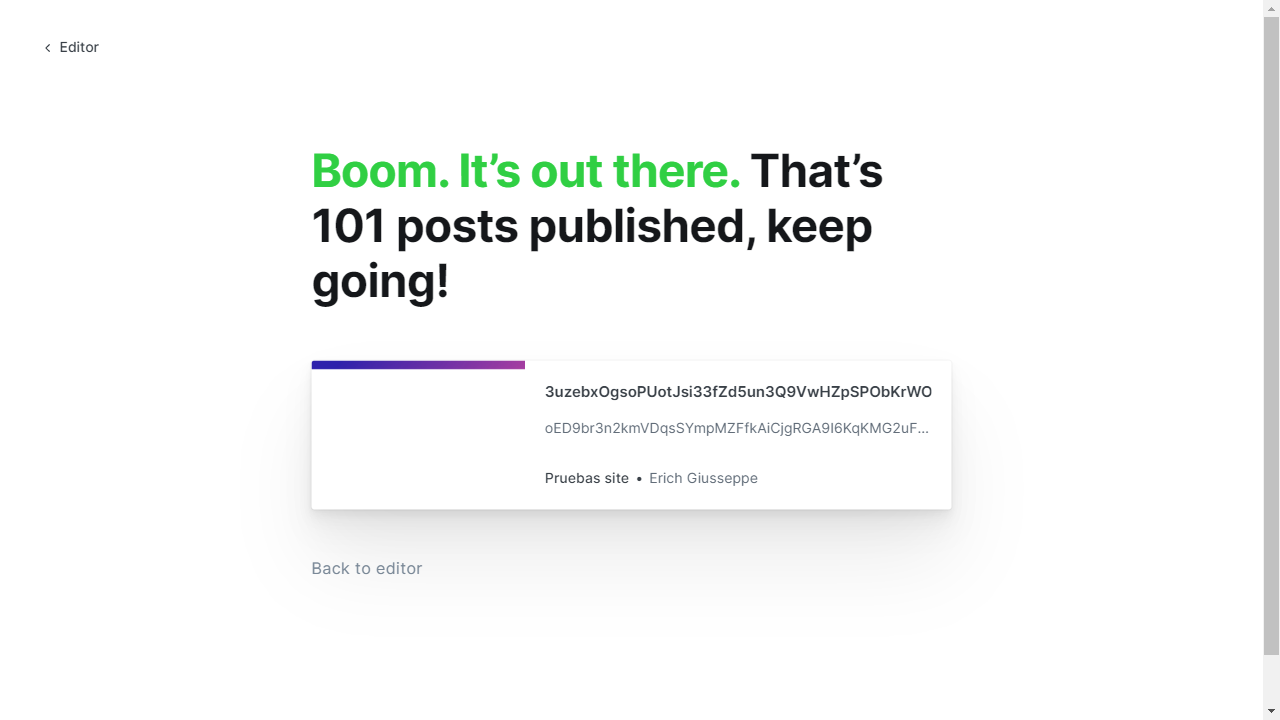 Editor
Boom. It’s out there. That’s
101 posts published, keep
going!
3uzebxOgsoPUotJsi33fZd5un3Q9VwHZpSPObKrWO
oED9br3n2kmVDqsSYmpMZFfkAiCjgRGA9I6KqKMG2uF...
Pruebas site • Erich Giusseppe
Back to editor